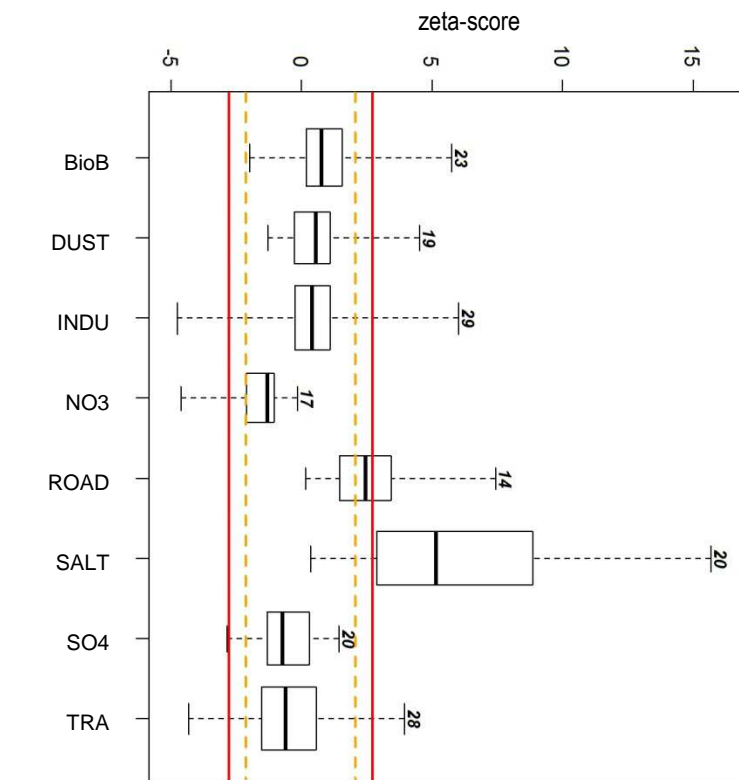 zeta-score
-5 0 5 10 15
BioB 23
DUST 19
INDU 29
NO3 17
ROAD 14
SALT 20
SO4 20
TRA 28